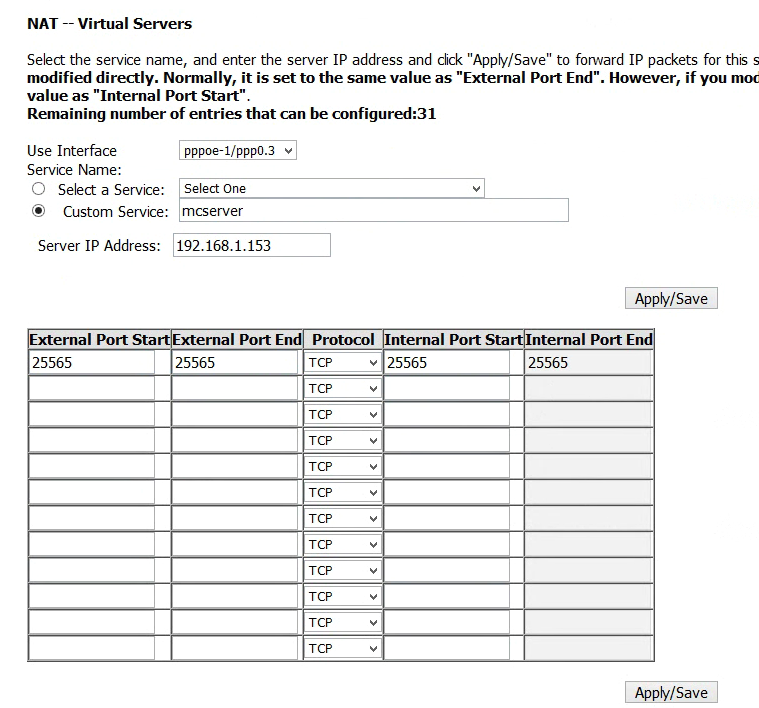 NAT -- Virtual Servers
Select the service name, and enter the server IP address and click "Apply/Save" to forward IP packets for this s
modified directly. Normally, it is set to the same value as "External Port End". However, if you mod
value as "Internal Port Start".
Remaining number of entries that can be configured:31
Use Interface pppoe-1/ppp0.3
Service Name:
Select a Service: Select One
Custom Service: mcserver
Server IP Address: 192.168.1.153
Apply/Save
External Port Start External Port End Protocol Internal Port Start Internal Port End
25565 25565 TCP 25565 25565
TCP
TCP
TCP
TCP
TCP
TCP
TCP
TCP
TCP
TCP
TCP
Apply/Save